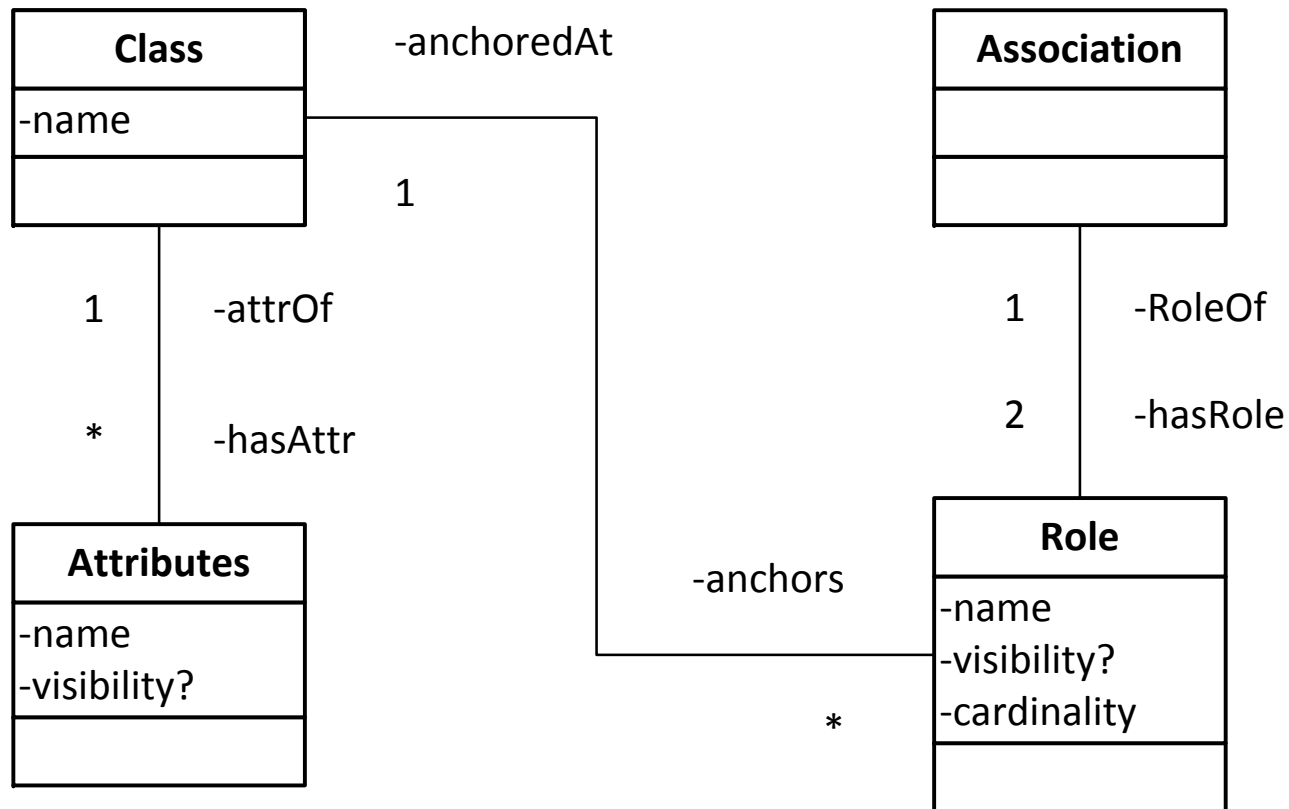 Class
-name
-anchoredAt
1
Association
1
-attrOf
*
-hasAttr
1
-RoleOf
2
-hasRole
Attributes
-name
-visibility?
-anchors
*
Role
-name
-visibility?
-cardinality